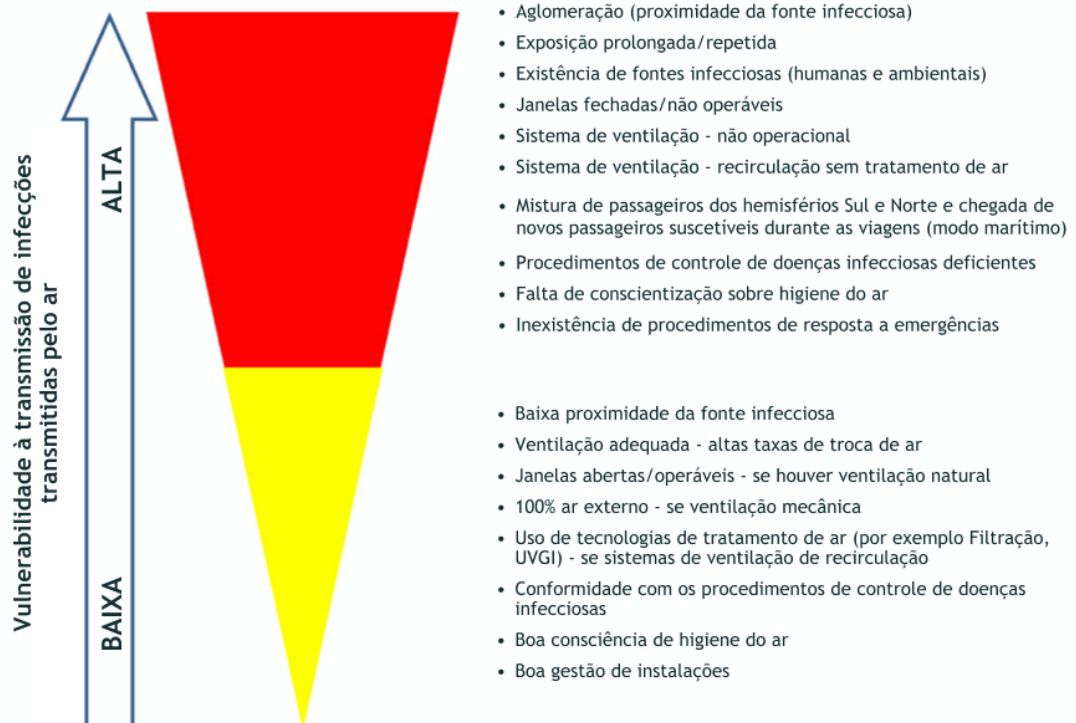 Vulnerabilidade à transmissão de infecções
transmitidas pelo ar
ALTA
BAIXA
• Aglomeração (proximidade da fonte infecciosa)
• Exposição prolongada/repetida
• Existência de fontes infecciosas (humanas e ambientais)
• Janelas fechadas/não operáveis
• Sistema de ventilação - não operacional
• Sistema de ventilação - recirculação sem tratamento de ar
• Mistura de passageiros dos hemisférios Sul e Norte e chegada de
novos passageiros suscetíveis durante as viagens (modo marítimo)
• Procedimentos de controle de doenças infecciosas deficientes
• Falta de conscientização sobre higiene do ar
• Inexistência de procedimentos de resposta a emergências
• Baixa proximidade da fonte infecciosa
• Ventilação adequada - altas taxas de troca de ar
• Janelas abertas/operáveis - se houver ventilação natural
• 100% ar externo - se ventilação mecânica
• Uso de tecnologias de tratamento de ar (por exemplo Filtração,
UVGI) - se sistemas de ventilação de recirculação
• Conformidade com os procedimentos de controle de doenças
infecciosas
• Boa consciência de higiene do ar
• Boa gestão de instalações